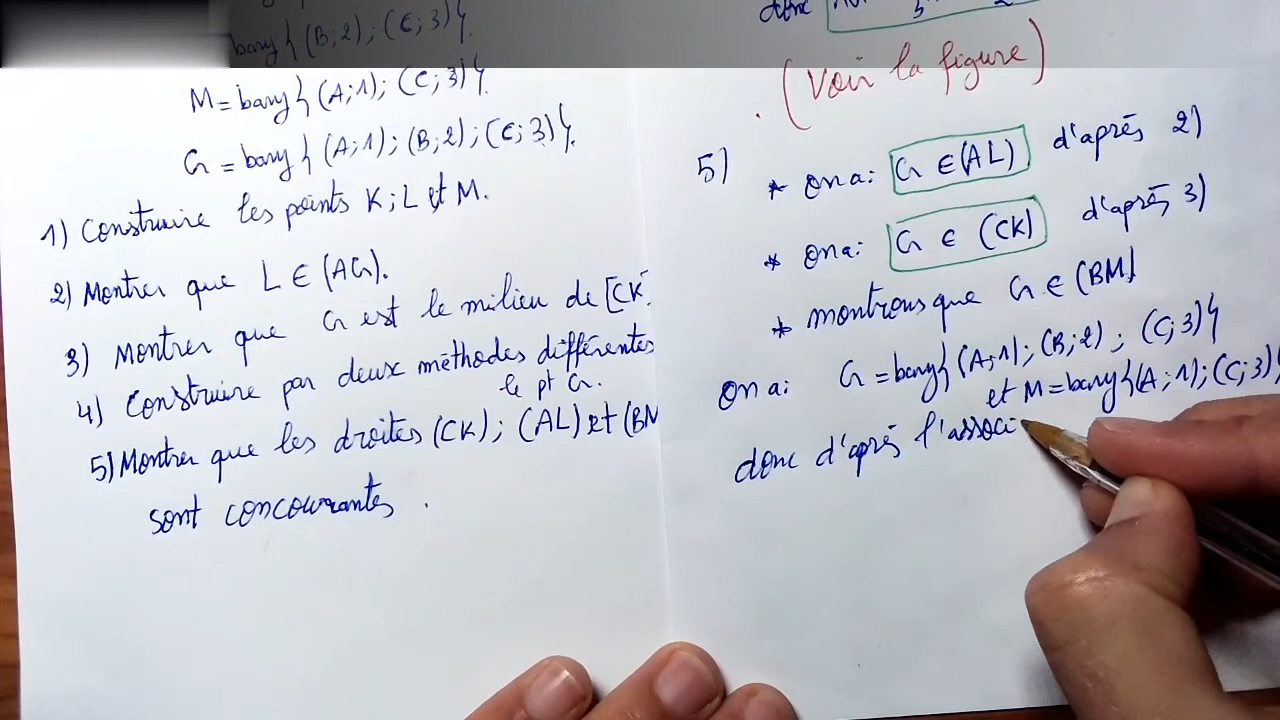 bary{(B;2);(C;3)}.
M=bary{(A;1);(C;3)}.
G=bary{(A;1);(B;2);(C;3)}.
1) Construire les points K;L et M.
2) Montrer que L∈(AG).
3) Montrer que G est le milieu de [CK]
4) Construire par deux méthodes différentes
le pt G.
5) Montrer que les droites (CK); (AL) et (BM
sont concourantes.
donc
(Voir la figure)
5) * on a: G ∈(AL) d'après 2)
* on a: G ∈ (CK) d'après 3)
* montrons que G ∈ (BM)
on a: G=bary{(A;1);(B;2);(C;3)}
et M=bary{(A;1);(C;3)}
donc d'après l'associ